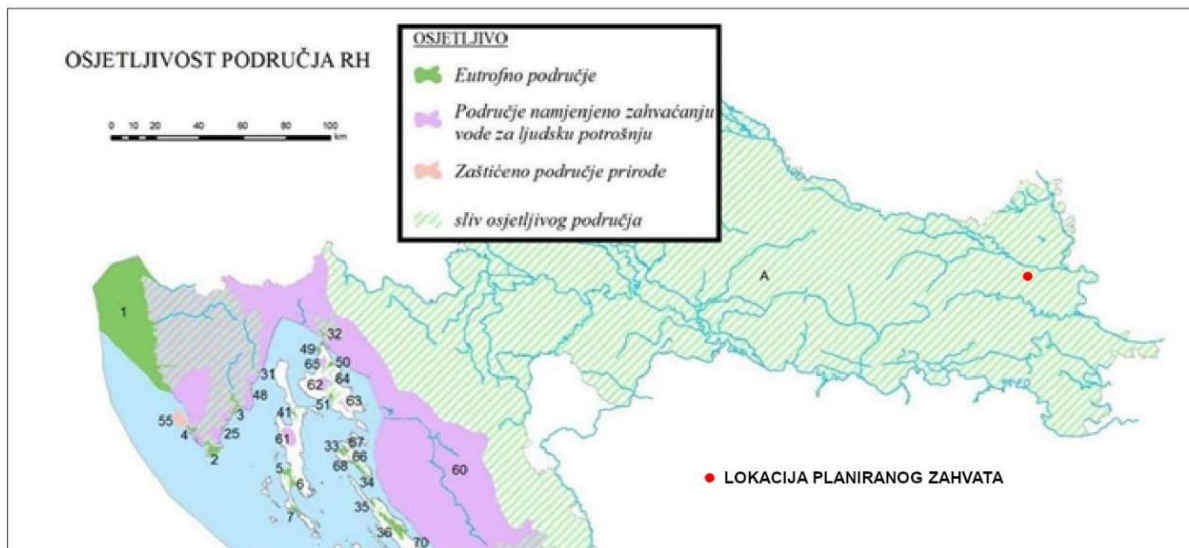 OSJETLJIVOST PODRUČJA RH
0 10 20 40 60 80 100
km
OSJETLJIVO
Eutrofno područje
Područje namjenjeno zahvaćanju
vode za ljudsku potrošnju
Zaštićeno područje prirode
sliv osjetljivog područja
A
1
32
49
65
50
31
62
64
48
51
63
3
41
55
4
25
61
2
33
67
66
68
60
5
6
34
7
35
36
70
LOKACIJA PLANIRANOG ZAHVATA